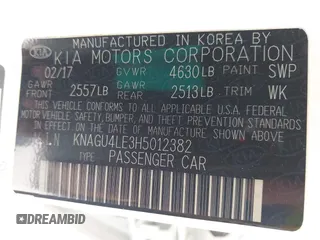 MANUFACTURED IN KOREA BY
KIA KIA MOTORS CORPORATION
02/17 GVWR 4630LB PAINT SWP
GAWR FRONT 2557LB GAWR REAR 2513LB TRIM WK
THIS VEHICLE CONFORMS TO ALL APPLICABLE U.S.A. FEDERAL
MOTOR VEHICLE SAFETY, BUMPER, AND THEFT PREVENTION
STANDARDS IN EFFECT ON THE DATE OF MANUFACTURE SHOWN ABOVE.
KNAGU4LE3H5012382
PASSENGER CAR
DREAMBID